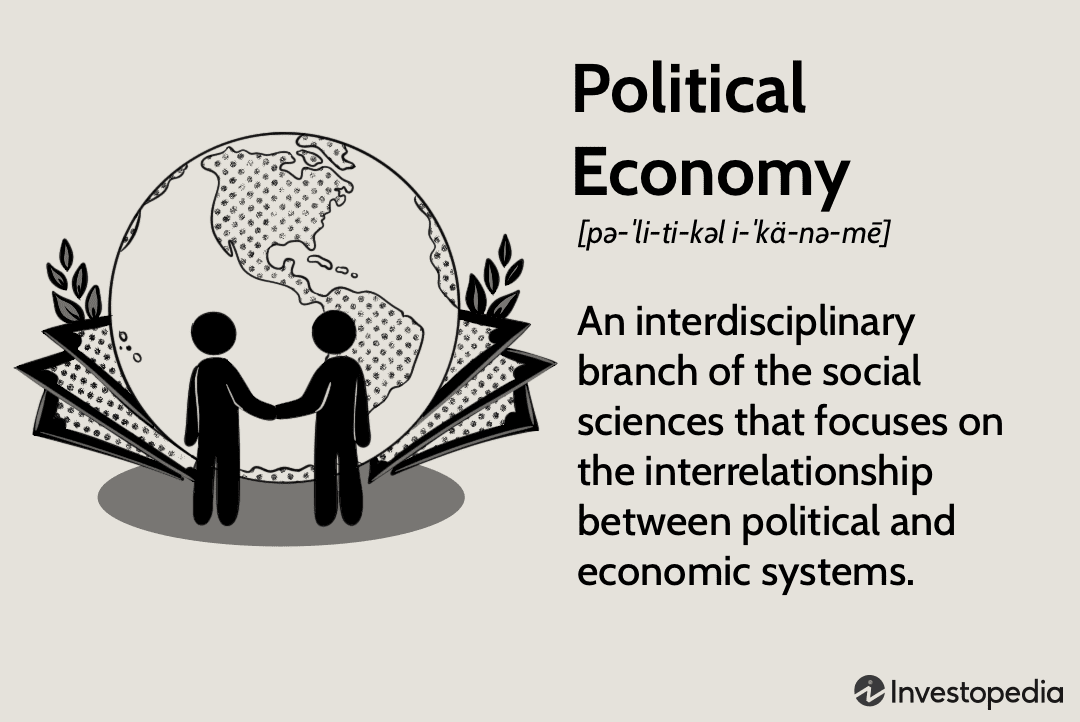 Political
Economy
[pə-ˈli-ti-kəl i-ˈkä-nə-mē]
An interdisciplinary
branch of the social
sciences that focuses on
the interrelationship
between political and
economic systems.
Investopedia